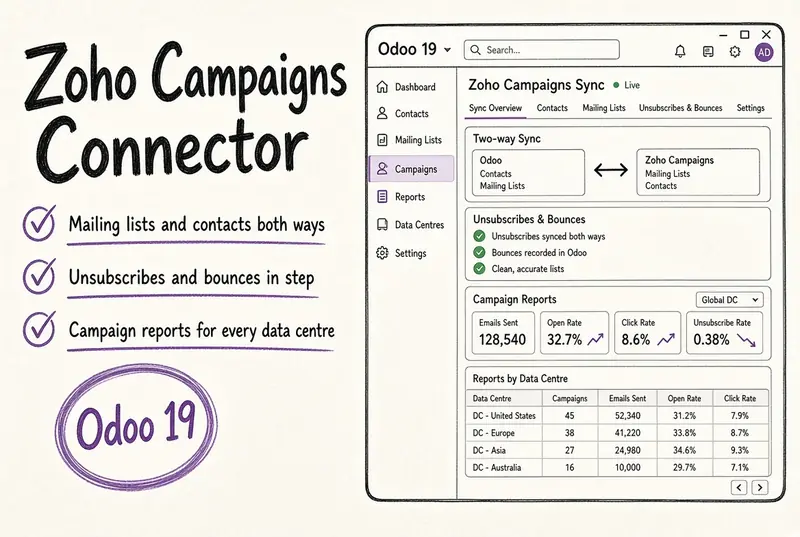 Zoho Campaigns
Connector
Mailing lists and contacts both ways
Unsubscribes and bounces in step
Campaign reports for every data centre
Odoo 19
Odoo 19
Search...
AD
Dashboard
Contacts
Mailing Lists
Campaigns
Reports
Data Centres
Settings
Zoho Campaigns Sync Live
Sync Overview Contacts Mailing Lists Unsubscribes & Bounces Settings
Two-way Sync
Odoo
Contacts
Mailing Lists
Zoho Campaigns
Mailing Lists
Contacts
Unsubscribes & Bounces
Unsubscribes synced both ways
Bounces recorded in Odoo
Clean, accurate lists
Campaign Reports Global DC
Emails Sent Open Rate Click Rate Unsubscribe Rate
128,540 32.7% 8.6% 0.38%
Reports by Data Centre
Data Centre Campaigns Emails Sent Open Rate Click Rate
DC - United States 45 52,340 31.2% 7.9%
DC - Europe 38 41,220 33.8% 8.7%
DC - Asia 27 24,980 34.6% 9.3%
DC - Australia 16 10,000 29.7% 7.1%